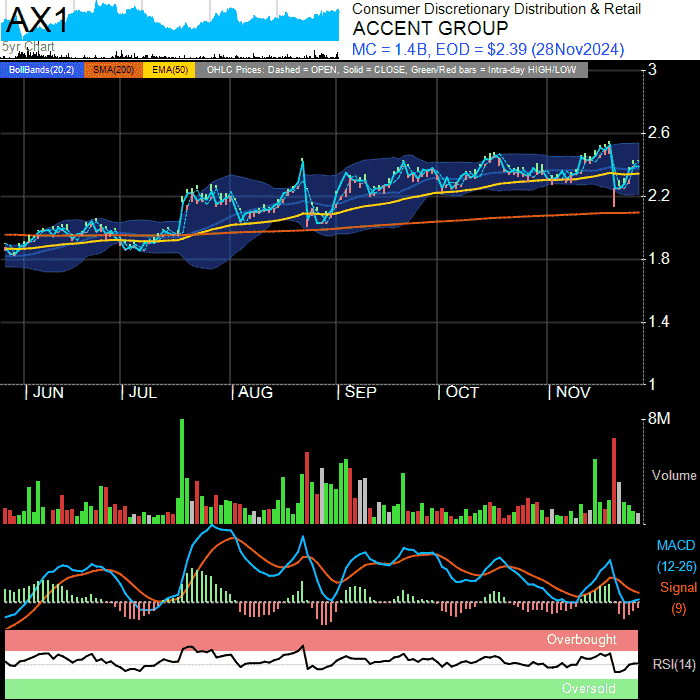 AX1
5yr Chart
Consumer Discretionary Distribution & Retail
ACCENT GROUP
MC = 1.4B, EOD = $2.39 (28Nov2024)
BollBands(20,2) SMA(200) EMA(50) OHLC Prices: Dashed = OPEN, Solid = CLOSE, Green/Red bars = Intra-day HIGH/LOW
3
2.6
2.2
1.8
1.4
1
JUN JUL AUG SEP OCT NOV
8M
Volume
MACD
(12-26)
Signal
(9)
Overbought
RSI(14)
Oversold